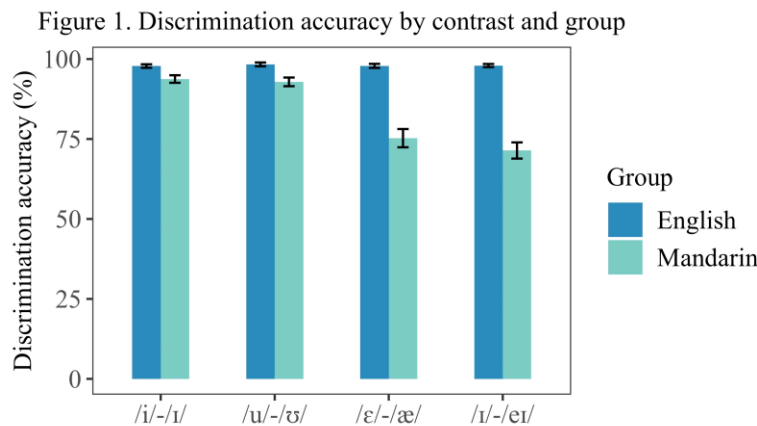 Figure 1. Discrimination accuracy by contrast and group
Discrimination accuracy (%)
100
75
50
25
0
/i/-/ɪ/
/u/-/ʊ/
/ɛ/-/æ/
/ɪ/-/eɪ/
Group
English
Mandarin